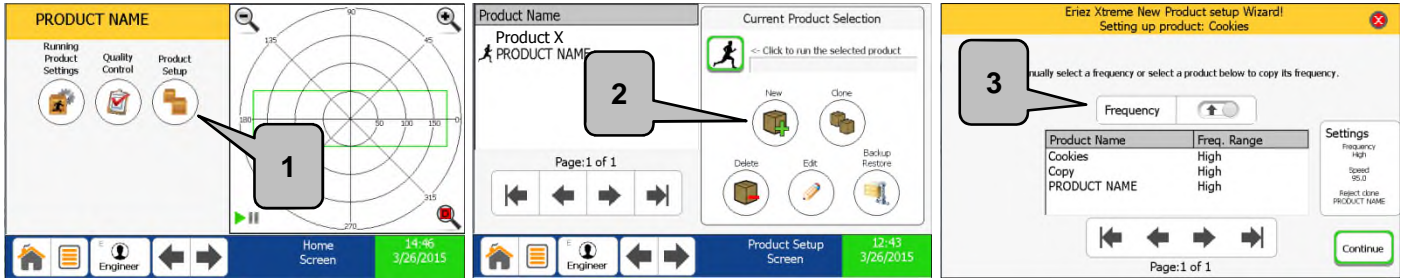 PRODUCT NAME
Running
Product
Settings
Quality
Control
Product
Setup
90
135
45
180
50
100
150
0
315
270
1
E
Engineer
Home
Screen
14:46
3/26/2015
Product Name
Product X
PRODUCT NAME
Page:1 of 1
Current Product Selection
<- Click to run the selected product
2
New
Clone
Delete
Edit
Backup
Restore
E
Engineer
Product Setup
Screen
12:43
3/26/2015
Eriez Xtreme New Product setup Wizard!
Setting up product: Cookies
3
nually select a frequency or select a product below to copy its frequency.
Frequency
Product Name Freq. Range
Cookies High
Copy High
PRODUCT NAME High
Settings
Frequency
High
Speed
95.0
Reject clone
PRODUCT NAME
Continue
Page:1 of 1